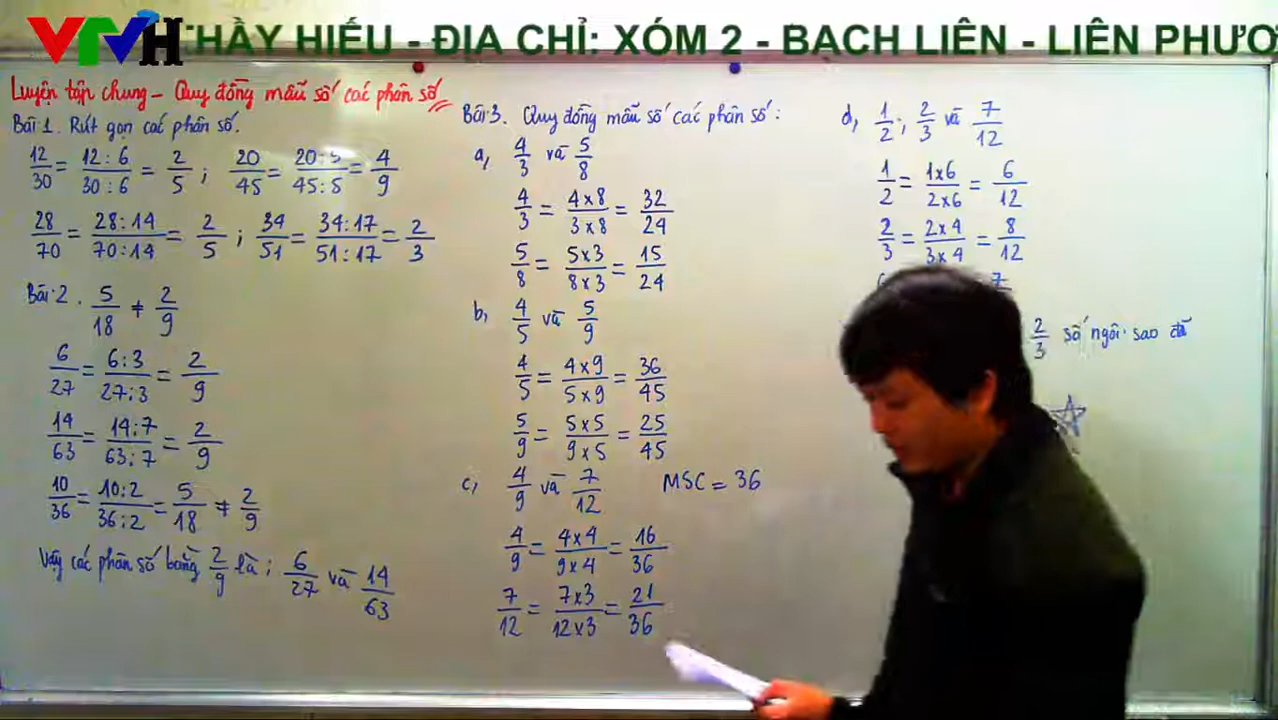 VTVH
THẦY HIẾU - ĐỊA CHỈ: XÓM 2 - BẠCH LIÊN - LIÊN PHƯƠ
Luyện tập chung - Quy đồng mẫu số các phân số
Bài 1. Rút gọn các phân số.
12/30 = 12:6/30:6 = 2/5 ; 20/45 = 20:5/45:5 = 4/9
28/70 = 28:14/70:14 = 2/5 ; 34/51 = 34:17/51:17 = 2/3
Bài 2. 5/18 ≠ 2/9
6/27 = 6:3/27:3 = 2/9
14/63 = 14:7/63:7 = 2/9
10/36 = 10:2/36:2 = 5/18 ≠ 2/9
Vậy các phân số bằng 2/9 là: 6/27 và 14/63
Bài 3. Quy đồng mẫu số các phân số:
a, 4/3 và 5/8
4/3 = 4x8/3x8 = 32/24
5/8 = 5x3/8x3 = 15/24
b, 4/5 và 5/9
4/5 = 4x9/5x9 = 36/45
5/9 = 5x5/9x5 = 25/45
c, 4/9 và 7/12 MSC = 36
4/9 = 4x4/9x4 = 16/36
7/12 = 7x3/12x3 = 21/36
d, 1/2 ; 2/3 và 7/12
1/2 = 1x6/2x6 = 6/12
2/3 = 2x4/3x4 = 8/12
7
2/3 số ngôi sao đã